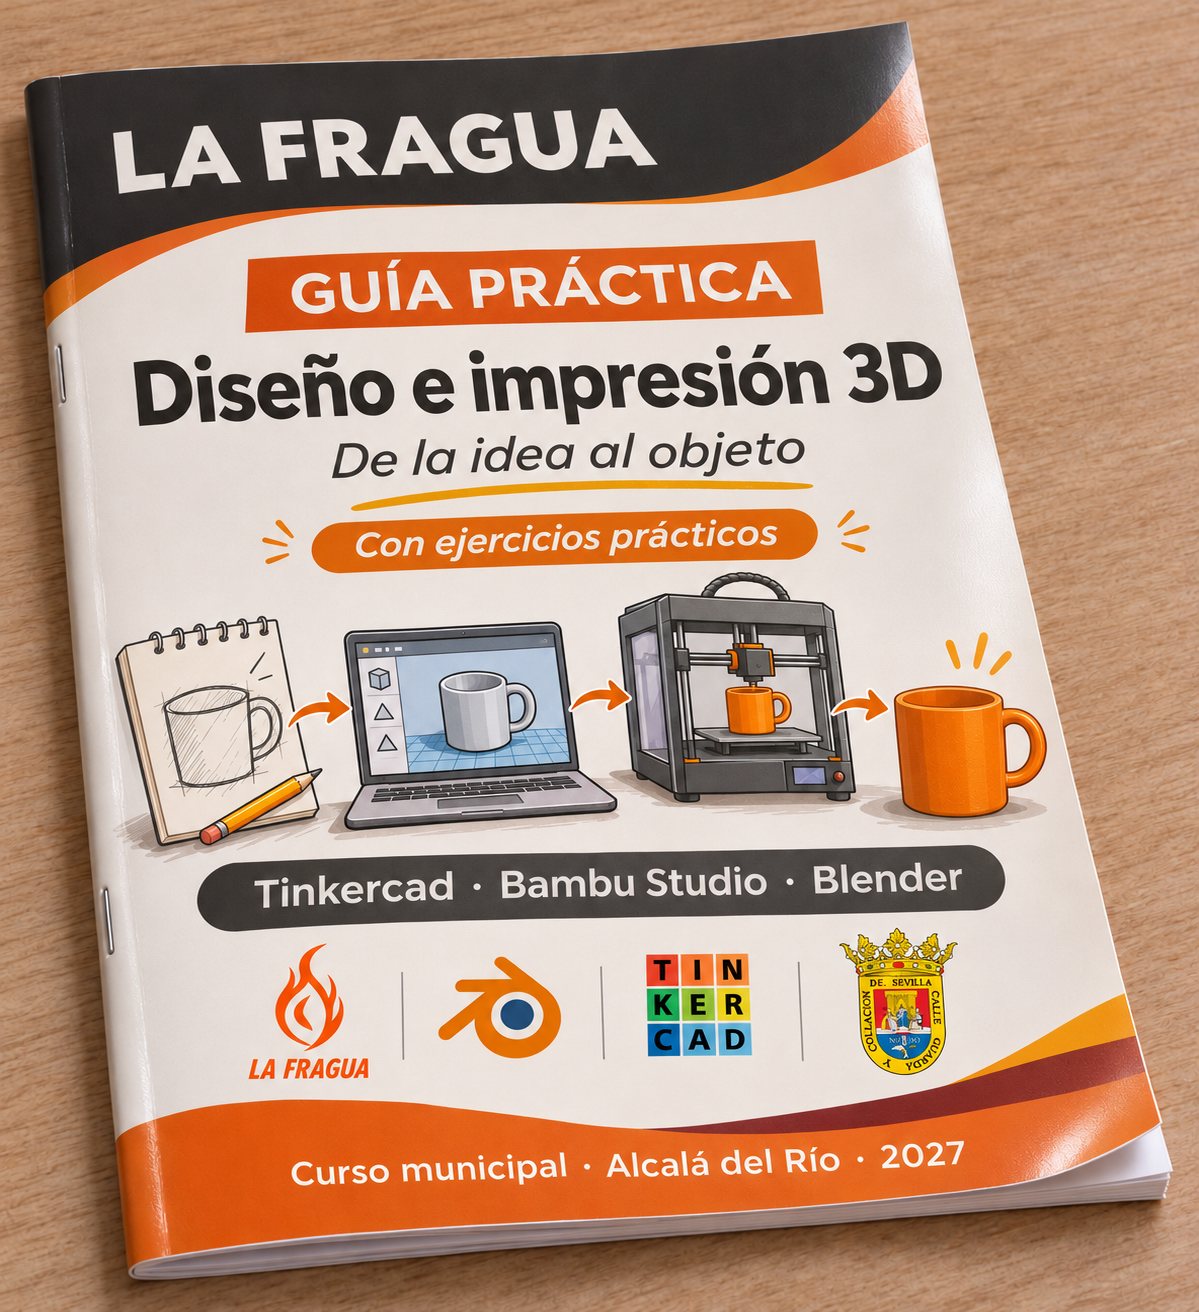 LA FRAGUA
GUÍA PRÁCTICA
Diseño e impresión 3D
De la idea al objeto
Con ejercicios prácticos
Tinkercad · Bambu Studio · Blender
LA FRAGUA
TIN
KER
CAD
COLLACION DE SEVILLA CALLE
Y GUARDA
Curso municipal · Alcalá del Río · 2027